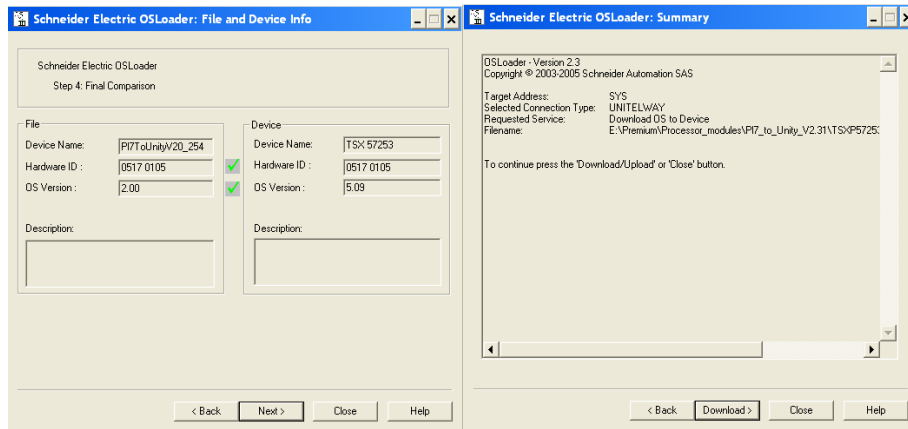 Schneider Electric OSLoader: File and Device Info
Schneider Electric OSLoader
Step 4: Final Comparison
File
Device Name: PI7ToUnityV20_254
Hardware ID : 0517 0105
OS Version : 2.00
Description:
Device
Device Name: TSX 57253
Hardware ID : 0517 0105
OS Version : 5.09
Description:
< Back Next > Close Help
Schneider Electric OSLoader: Summary
OSLoader - Version 2.3
Copyright © 2003-2005 Schneider Automation SAS
Target Address: SYS
Selected Connection Type: UNITELWAY
Requested Service: Download OS to Device
Filename: E:\Premium\Processor_modules\PI7_to_Unity_V2.31\TSXP5725
To continue press the 'Download/Upload' or 'Close' button.
< Back Download > Close Help